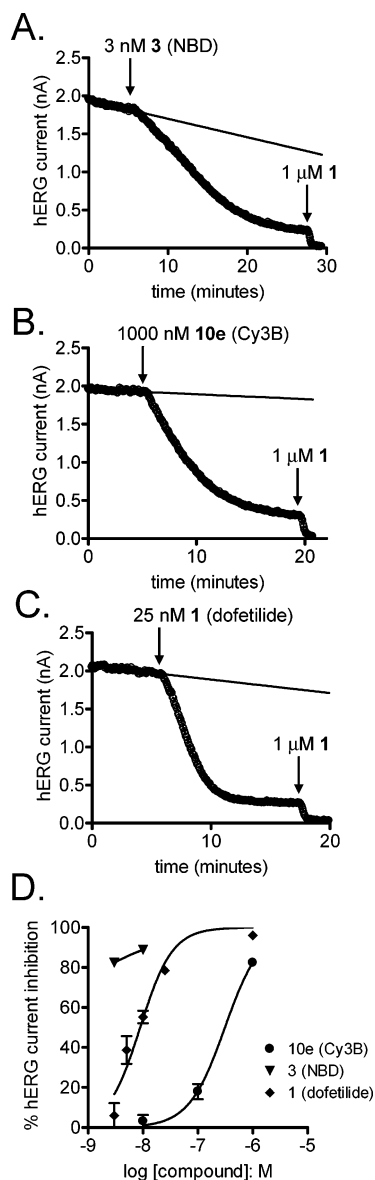 A.
3 nM 3 (NBD)
2.5
2.0
1.5
1.0
0.5
0.0
hERG current (nA)
1 μM 1
0
10
20
30
time (minutes)
B.
1000 nM 10e (Cy3B)
2.5
2.0
1.5
1.0
0.5
0.0
hERG current (nA)
1 μM 1
0
10
20
time (minutes)
C.
25 nM 1 (dofetilide)
2.5
2.0
1.5
1.0
0.5
0.0
hERG current (nA)
1 μM 1
0
10
20
time (minutes)
D.
100
80
60
40
20
0
% hERG current inhibition
10e (Cy3B)
3 (NBD)
1 (dofetilide)
-9
-8
-7
-6
-5
log [compound]: M